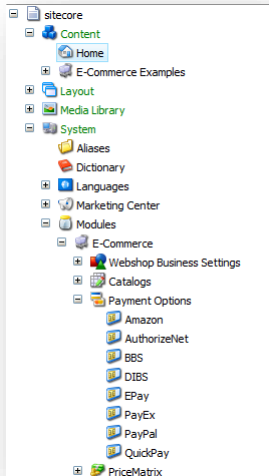 sitecore
Content
Home
E-Commerce Examples
Layout
Media Library
System
Aliases
Dictionary
Languages
Marketing Center
Modules
E-Commerce
Webshop Business Settings
Catalogs
Payment Options
Amazon
AuthorizeNet
BBS
DIBS
EPay
PayEx
PayPal
QuickPay
PriceMatrix